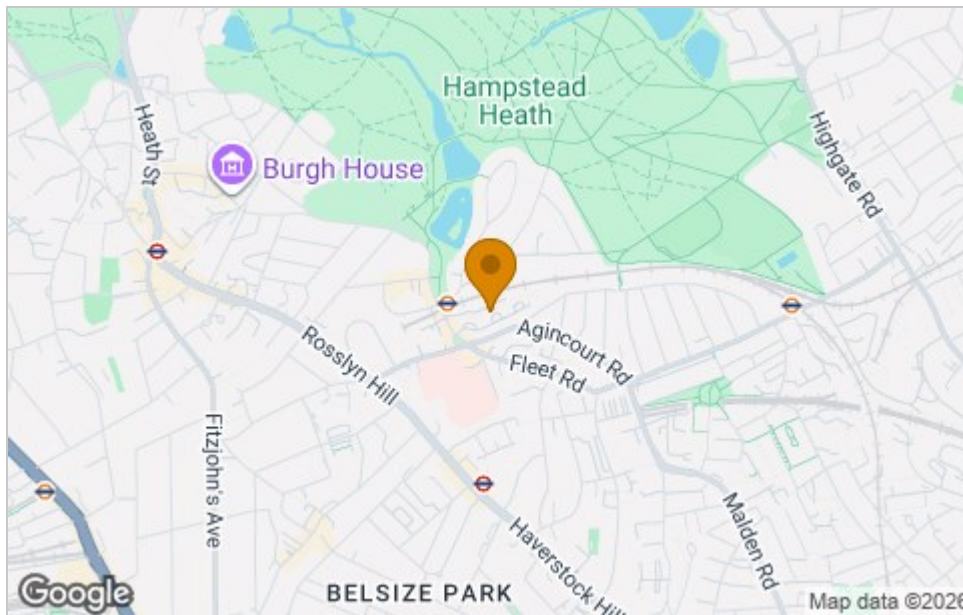 Hampstead
Heath
Heath St
Burgh House
Highgate Rd
Agincourt Rd
Fleet Rd
Rosslyn Hill
Fitzjohn's Ave
Haverstock Hill
Malden Rd
BELSIZE PARK
Google
Map data ©2026